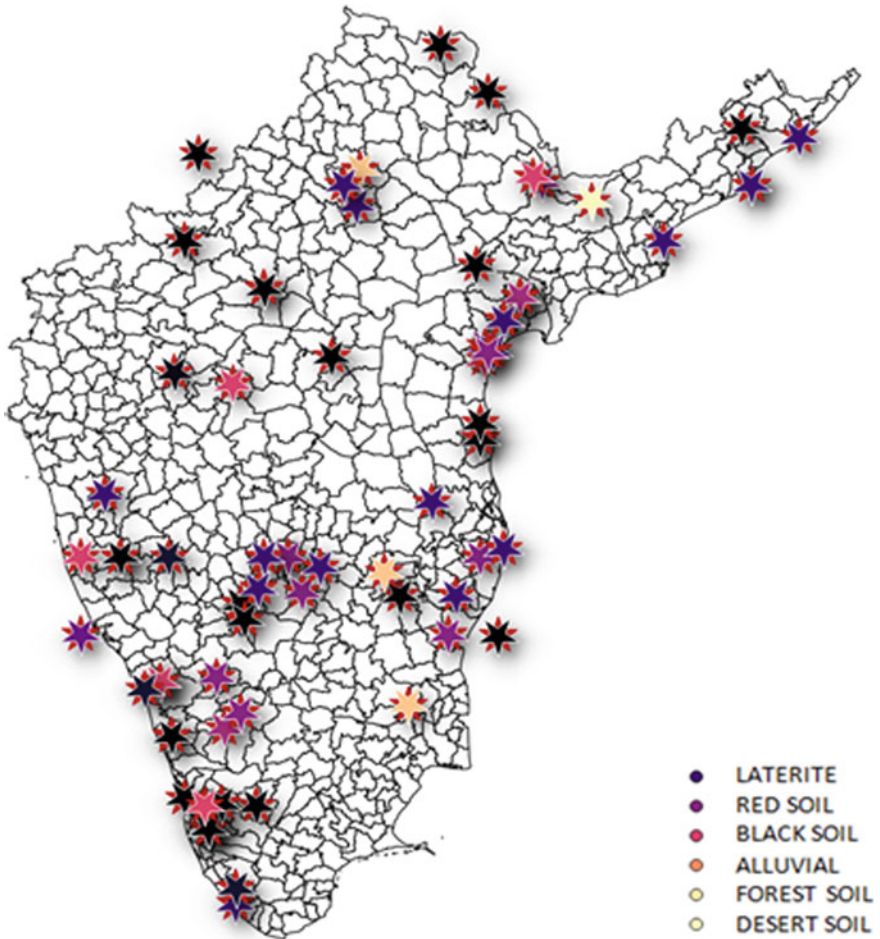 LATERITE
RED SOIL
BLACK SOIL
ALLUVIAL
FOREST SOIL
DESERT SOIL